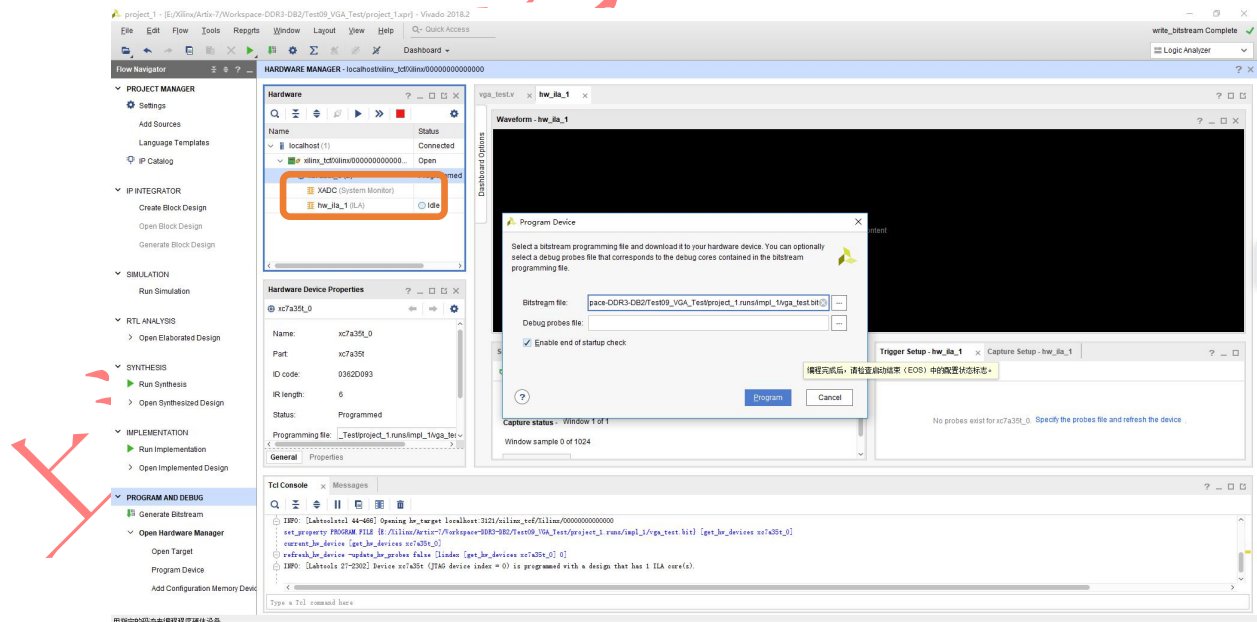 project_1 - [E:/Xilinx/Artix-7/Workspace-DDR3-DB2/Test09_VGA_Test/project_1.xpr] - Vivado 2018.2
File Edit Flow Tools Reports Window Layout View Help Quick Access
write_bitstream Complete
Dashboard
Logic Analyzer
Flow Navigator
HARDWARE MANAGER - localhost/xilinx_tcf/Xilinx/00000000000000
PROJECT MANAGER
Settings
Add Sources
Language Templates
IP Catalog
IP INTEGRATOR
Create Block Design
Open Block Design
Generate Block Design
SIMULATION
Run Simulation
RTL ANALYSIS
Open Elaborated Design
SYNTHESIS
Run Synthesis
Open Synthesized Design
IMPLEMENTATION
Run Implementation
Open Implemented Design
PROGRAM AND DEBUG
Generate Bitstream
Open Hardware Manager
Open Target
Program Device
Add Configuration Memory Devic
Hardware
Name Status
localhost (1) Connected
xilinx_tcf/Xilinx/000000000000... Open
Programmed
XADC (System Monitor)
hw_ila_1 (ILA) Idle
Hardware Device Properties
xc7a35t_0
Name: xc7a35t_0
Part: xc7a35t
ID code: 0362D093
IR length: 6
Status: Programmed
Programming file: _Test/project_1.runs/impl_1/vga_tes
General Properties
vga_test.v hw_ila_1
Dashboard Options
Waveform - hw_ila_1
ontent
Program Device
Select a bitstream programming file and download it to your hardware device. You can optionally
select a debug probes file that corresponds to the debug cores contained in the bitstream
programming file.
Bitstream file: pace-DDR3-DB2/Test09_VGA_Test/project_1.runs/impl_1/vga_test.bit
Debug probes file:
Enable end of startup check
Program Cancel
编程完成后，请检查启动结束（EOS）中的配置状态标志。
Capture status - Window 1 of 1
Window sample 0 of 1024
Trigger Setup - hw_ila_1 Capture Setup - hw_ila_1
No probes exist for xc7a35t_0. Specify the probes file and refresh the device .
Tcl Console Messages
INFO: [Labtoolstcl 44-466] Opening hw_target localhost:3121/xilinx_tcf/Xilinx/00000000000000
set_property PROGRAM.FILE {E:/Xilinx/Artix-7/Workspace-DDR3-DB2/Test09_VGA_Test/project_1.runs/impl_1/vga_test.bit} [get_hw_devices xc7a35t_0]
current_hw_device [get_hw_devices xc7a35t_0]
refresh_hw_device -update_hw_probes false [lindex [get_hw_devices xc7a35t_0] 0]
INFO: [Labtools 27-2302] Device xc7a35t (JTAG device index = 0) is programmed with a design that has 1 ILA core(s).
Type a Tcl command here